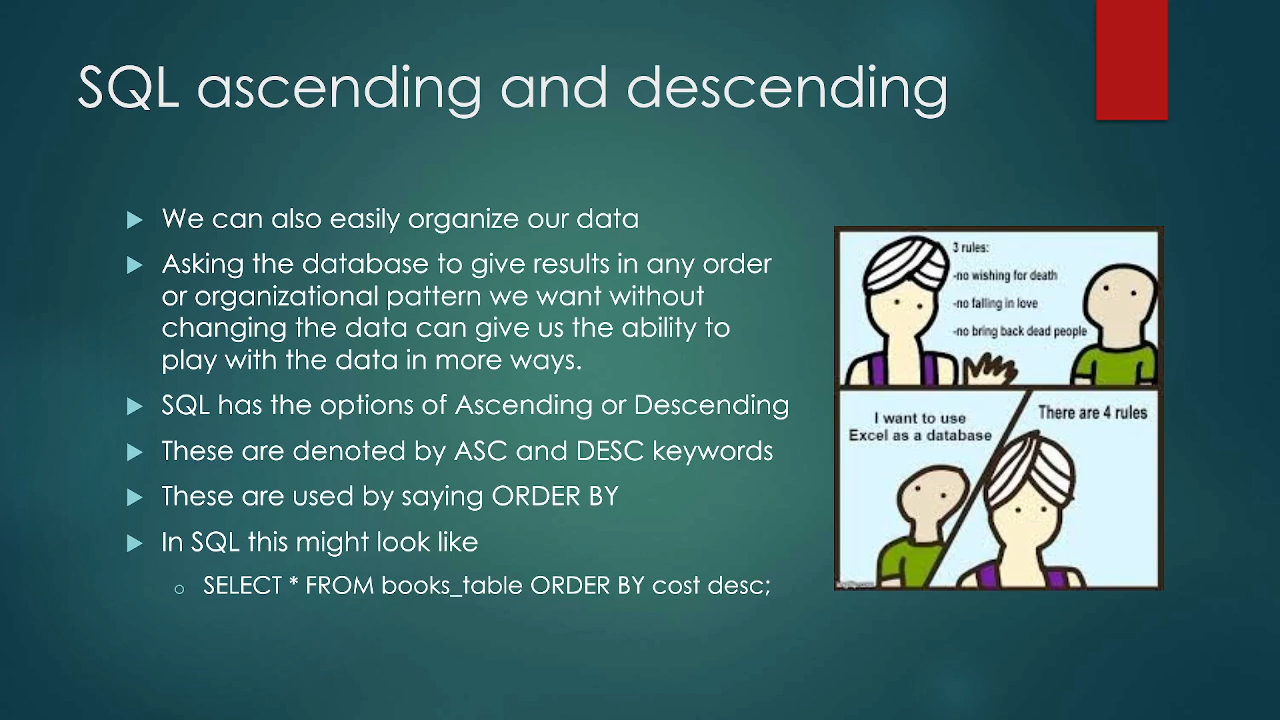 SQL ascending and descending
We can also easily organize our data
Asking the database to give results in any order
or organizational pattern we want without
changing the data can give us the ability to
play with the data in more ways.
SQL has the options of Ascending or Descending
These are denoted by ASC and DESC keywords
These are used by saying ORDER BY
In SQL this might look like
SELECT * FROM books_table ORDER BY cost desc;
3 rules:
-no wishing for death
-no falling in love
-no bring back dead people
I want to use
Excel as a database
There are 4 rules